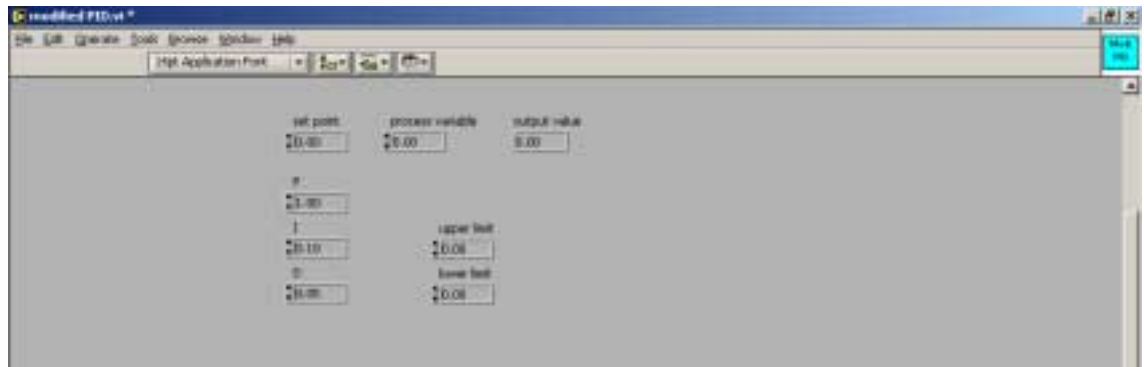 modified PID.vi *
File Edit Operate Tools Browse Window Help
13pt Application Font
set point process variable output value
0.00 0.00 0.00
P
1.00
I upper limit
0.10 0.00
D lower limit
0.00 0.00